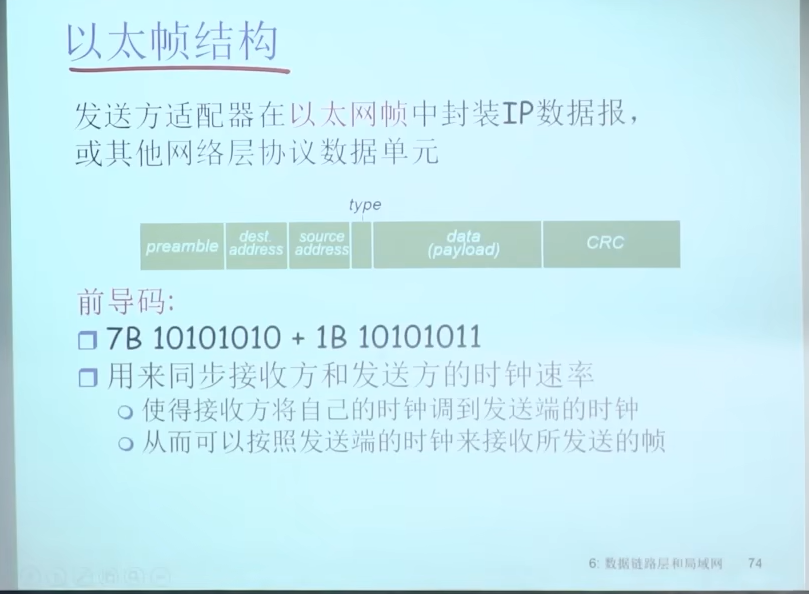 以太帧结构
发送方适配器在以太网帧中封装IP数据报，
或其他网络层协议数据单元
type
preamble
dest. address
source address
data (payload)
CRC
前导码:
7B 10101010 + 1B 10101011
用来同步接收方和发送方的时钟速率
使得接收方将自己的时钟调到发送端的时钟
从而可以按照发送端的时钟来接收所发送的帧
6: 数据链路层和局域网 74